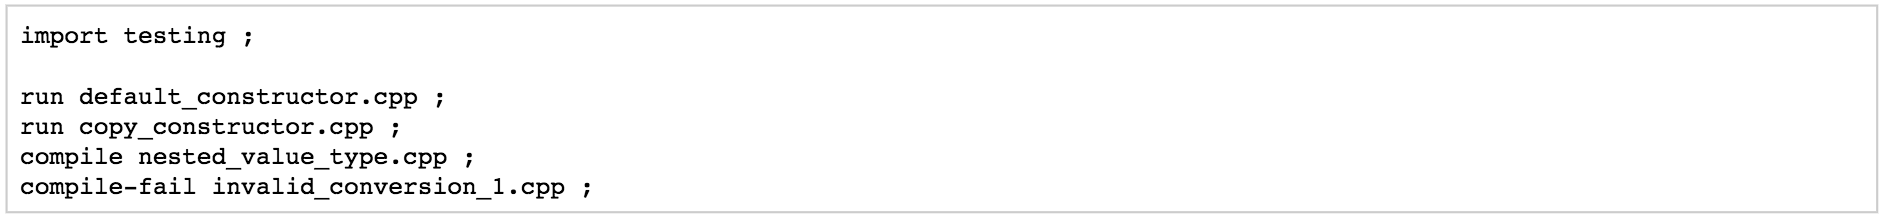 import testing ;
run default_constructor.cpp ;
run copy_constructor.cpp ;
compile nested_value_type.cpp ;
compile-fail invalid_conversion_1.cpp ;